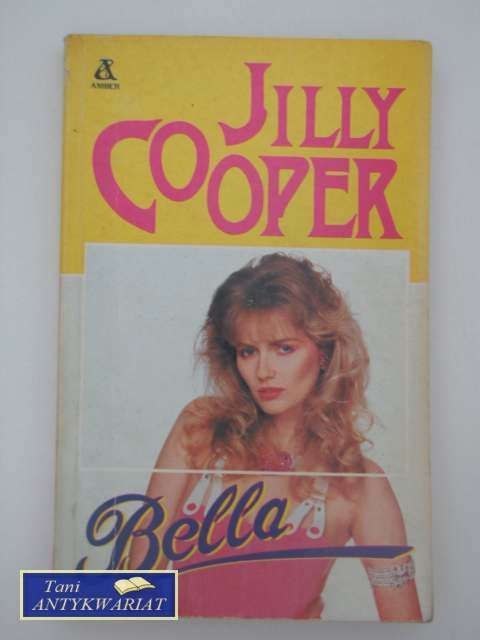 AMBER
JILLY
COOPER
Bella
Tani
ANTYKWARIAT